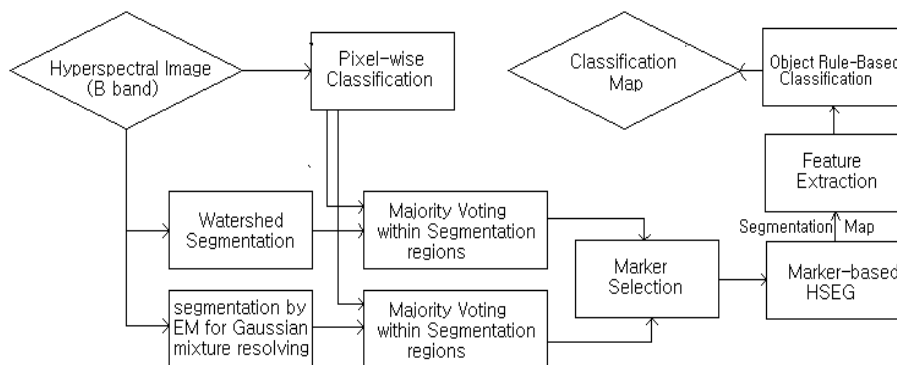 Hyperspectral Image
(B band)
Pixel-wise
Classification
Classification
Map
Object Rule-Based
Classification
Feature
Extraction
Segmentation Map
Watershed
Segmentation
Majority Voting
within Segmentation
regions
Marker
Selection
Marker-based
HSEG
segmentation by
EM for Gaussian
mixture resolving
Majority Voting
within Segmentation
regions